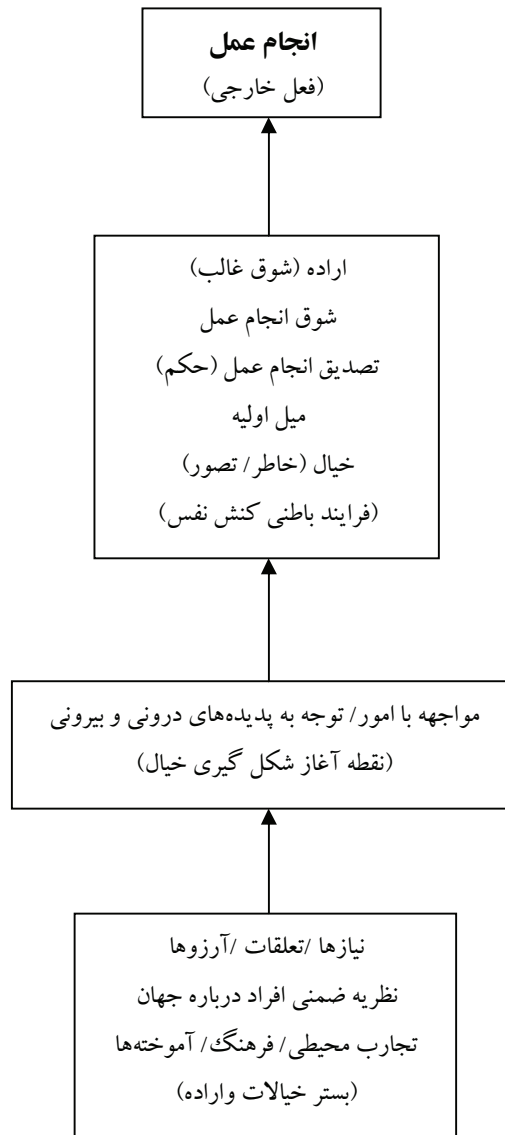 انجام عمل
(فعل خارجی)
اراده (شوق غالب)
شوق انجام عمل
تصدیق انجام عمل (حکم)
میل اولیه
خیال (خاطر/ تصور)
(فرایند باطنی کنش نفس)
مواجهه با امور/ توجه به پدیده‌های درونی و بیرونی
(نقطه آغاز شکل گیری خیال)
نیازها /تعلقات /آرزوها
نظریه ضمنی افراد درباره جهان
تجارب محیطی/ فرهنگ/ آموخته‌ها
(بستر خیالات واراده)